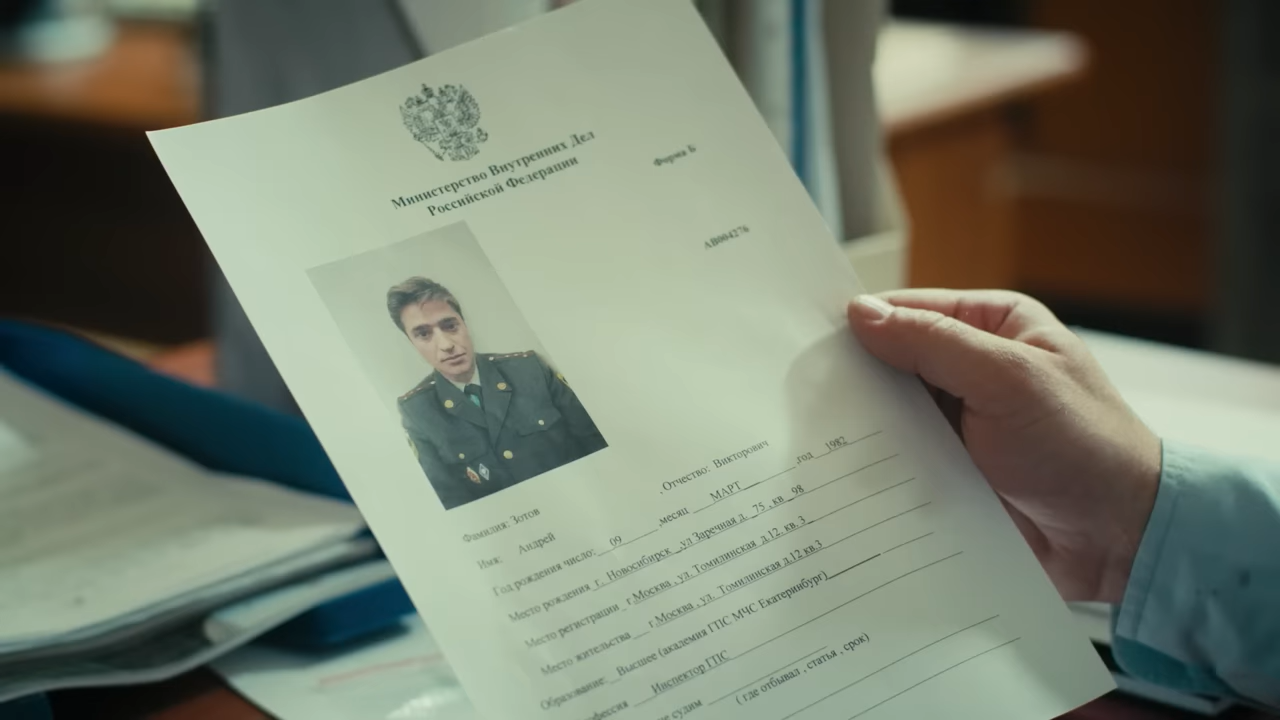 Министерство Внутренних Дел
Российской Федерации
Форма Б
АВ004276
Фамилия: Зотов
Имя: Андрей , Отчество: Викторович
Год рождения число: 09 ,месяц МАРТ ,год 1982
Место рождения г. Новосибирск ул Заречная д. 75 , кв 98
Место регистрации г.Москва , ул. Томилинская д.12. кв. 3
Место жительства г.Москва , ул. Томилинская д.12 кв.3
Образование: Высшее (академия ГПС МЧС Екатеринбург)
фессия Инспектор ГПС
не судим ( где отбывал , статья , срок)